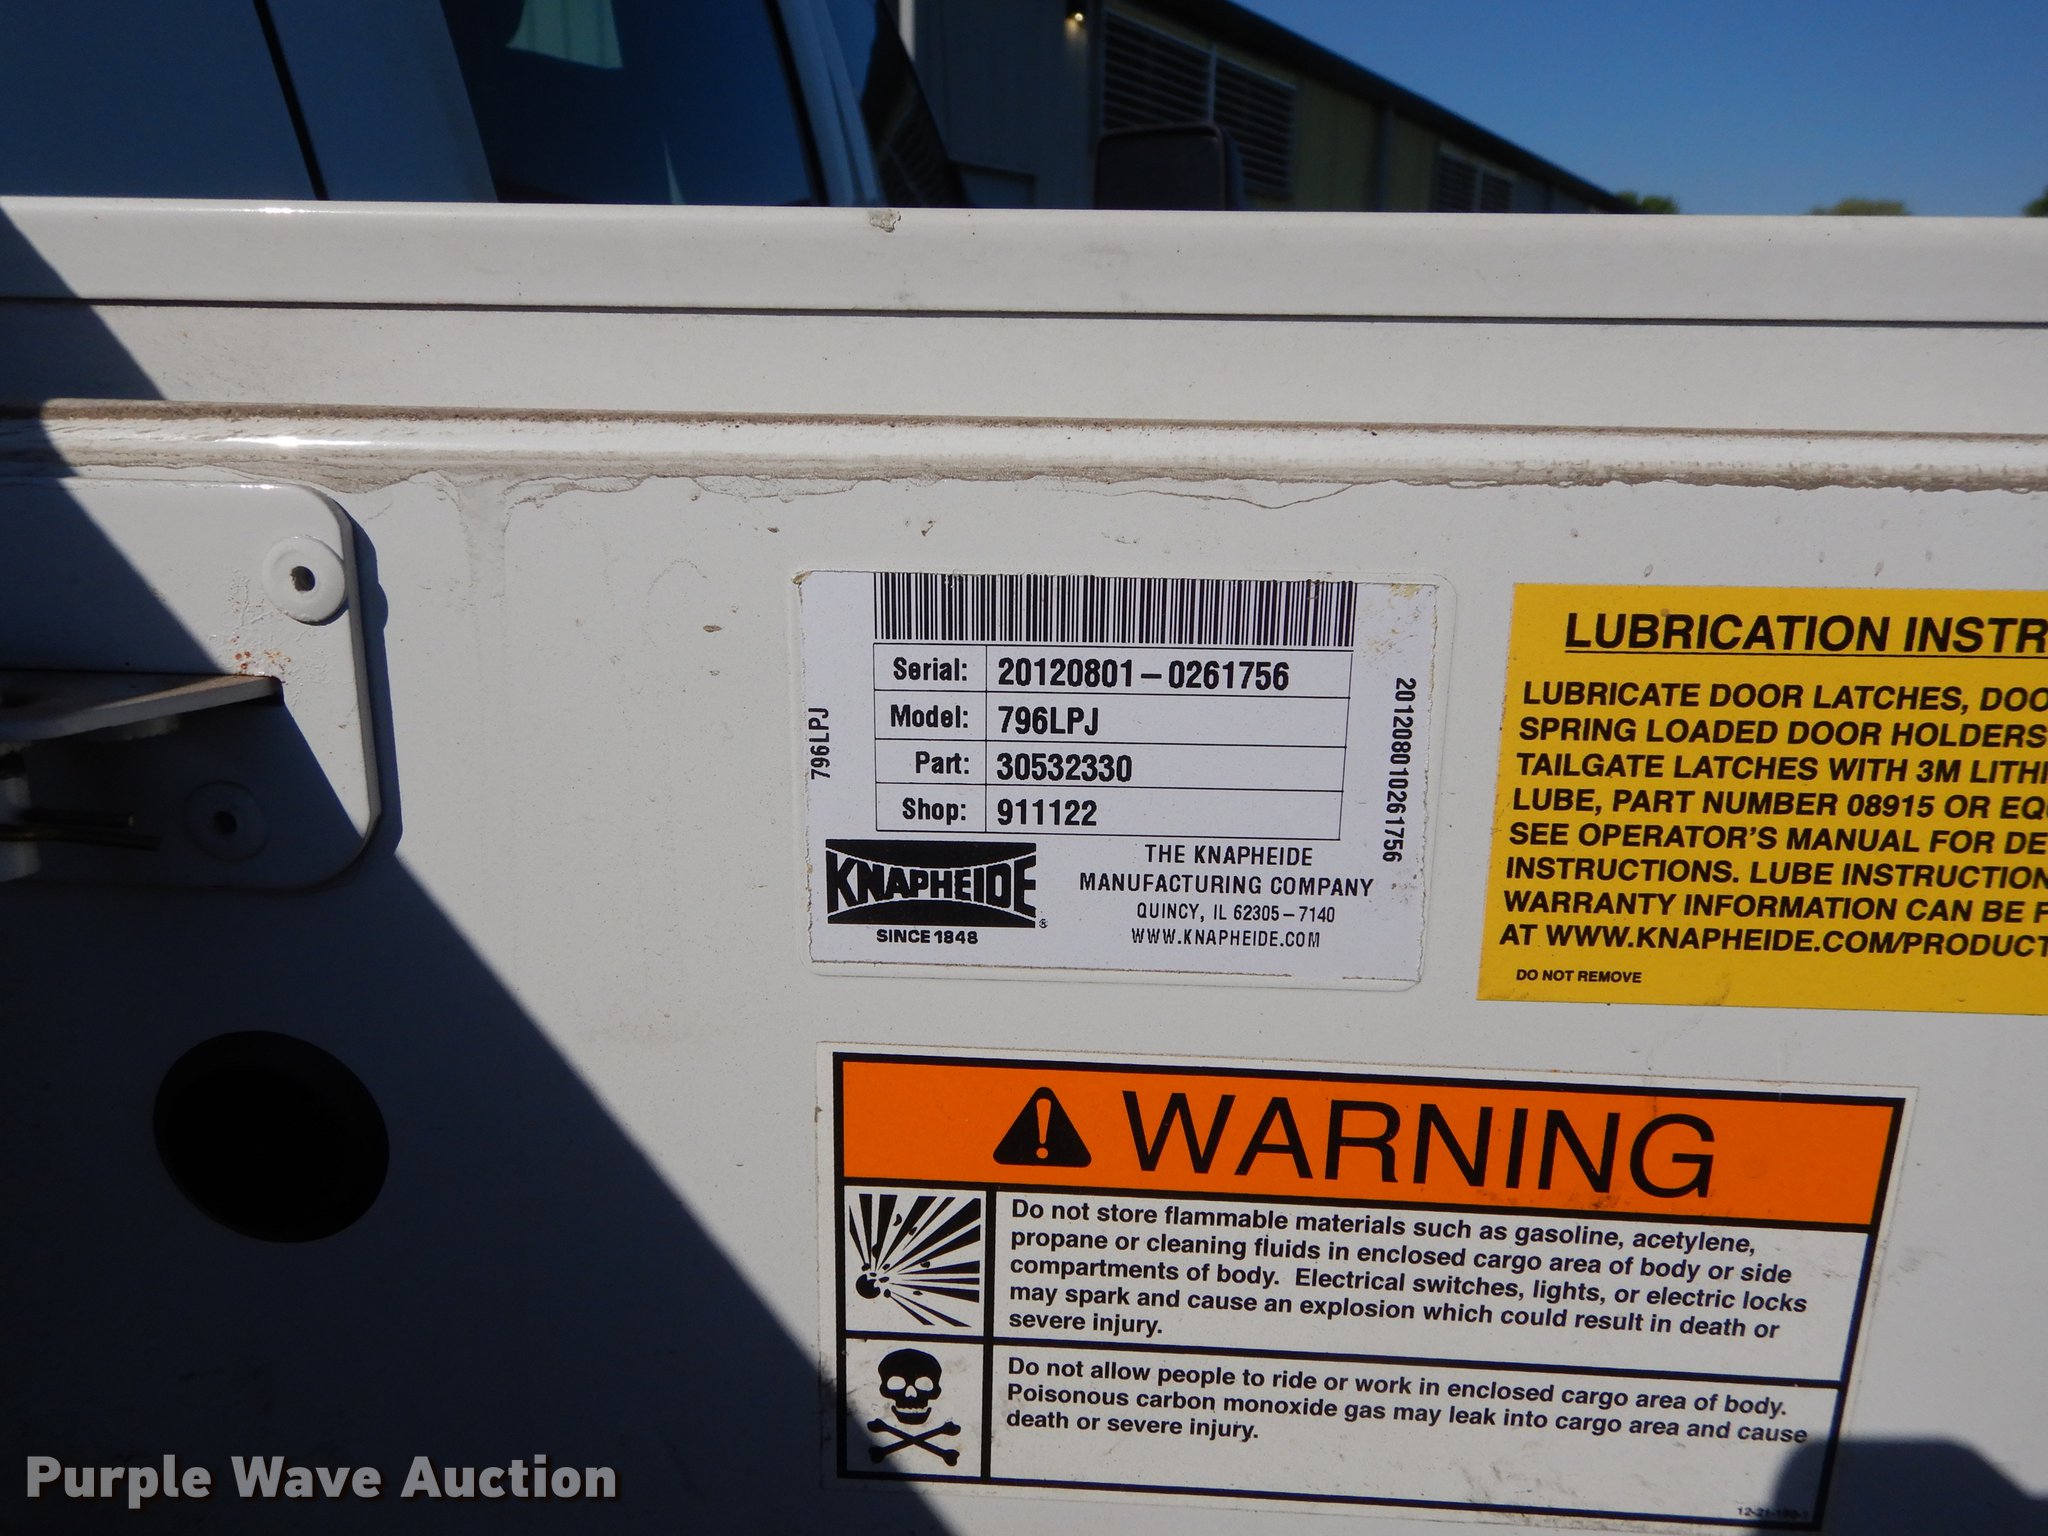 796LPJ
Serial: 20120801-0261756
Model: 796LPJ
Part: 30532330
Shop: 911122
201208010261756
KNAPHEIDE®
SINCE 1848
THE KNAPHEIDE
MANUFACTURING COMPANY
QUINCY, IL 62305-7140
WWW.KNAPHEIDE.COM
LUBRICATION INSTR
LUBRICATE DOOR LATCHES, DOO
SPRING LOADED DOOR HOLDERS
TAILGATE LATCHES WITH 3M LITHI
LUBE, PART NUMBER 08915 OR EQU
SEE OPERATOR'S MANUAL FOR DE
INSTRUCTIONS. LUBE INSTRUCTION
WARRANTY INFORMATION CAN BE F
AT WWW.KNAPHEIDE.COM/PRODUCT
DO NOT REMOVE
WARNING
Do not store flammable materials such as gasoline, acetylene,
propane or cleaning fluids in enclosed cargo area of body or side
compartments of body. Electrical switches, lights, or electric locks
may spark and cause an explosion which could result in death or
severe injury.
Do not allow people to ride or work in enclosed cargo area of body.
Poisonous carbon monoxide gas may leak into cargo area and cause
death or severe injury.
Purple Wave Auction